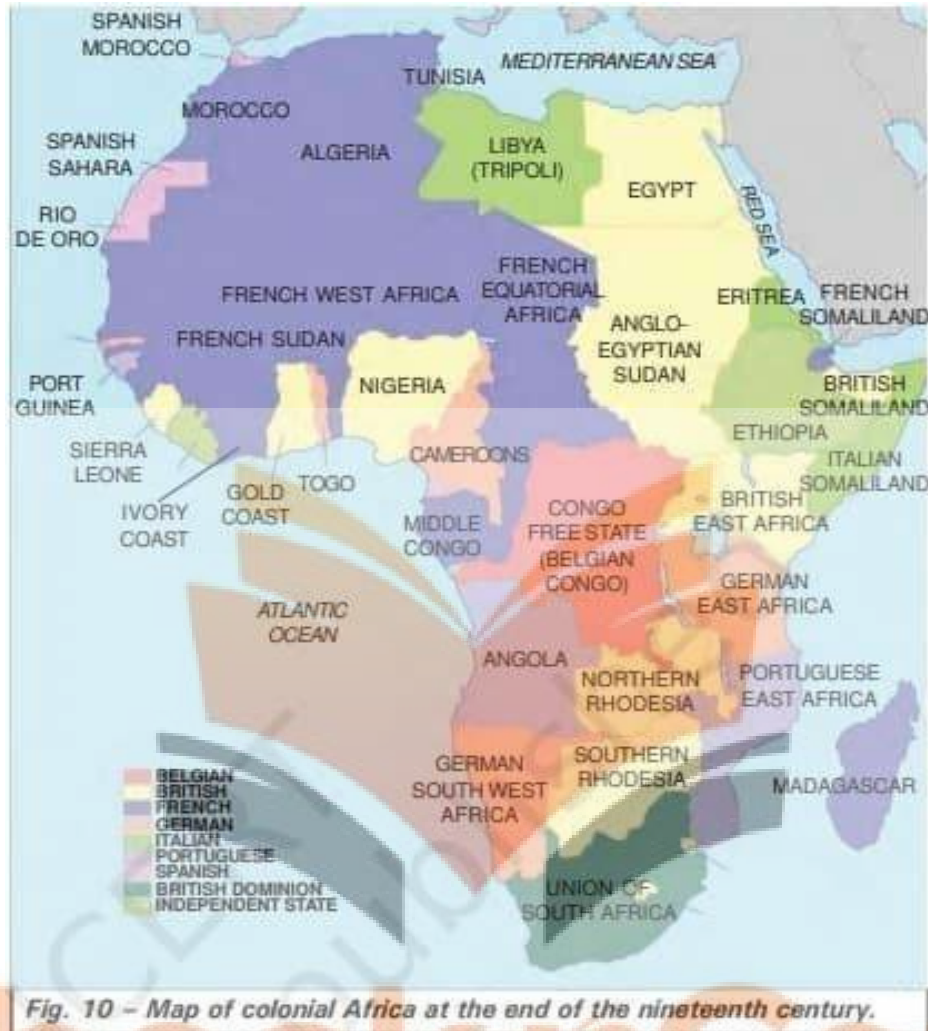 SPANISH
MOROCCO
MEDITERRANEAN SEA
TUNISIA
MOROCCO
SPANISH
SAHARA
ALGERIA
LIBYA
(TRIPOLI)
EGYPT
RED SEA
RIO
DE ORO
FRENCH WEST AFRICA
FRENCH
EQUATORIAL
AFRICA
ERITREA
FRENCH
SOMALILAND
FRENCH SUDAN
ANGLO-
EGYPTIAN
SUDAN
PORT
GUINEA
NIGERIA
BRITISH
SOMALILAND
ETHIOPIA
SIERRA
LEONE
CAMEROONS
ITALIAN
SOMALILAND
IVORY
COAST
GOLD
COAST
TOGO
MIDDLE
CONGO
CONGO
FREE STATE
(BELGIAN
CONGO)
BRITISH
EAST AFRICA
GERMAN
EAST AFRICA
ATLANTIC
OCEAN
ANGOLA
NORTHERN
RHODESIA
PORTUGUESE
EAST AFRICA
GERMAN
SOUTH WEST
AFRICA
SOUTHERN
RHODESIA
MADAGASCAR
BELGIAN
BRITISH
FRENCH
GERMAN
ITALIAN
PORTUGUESE
SPANISH
BRITISH DOMINION
INDEPENDENT STATE
UNION OF
SOUTH AFRICA
Fig. 10 – Map of colonial Africa at the end of the nineteenth century.